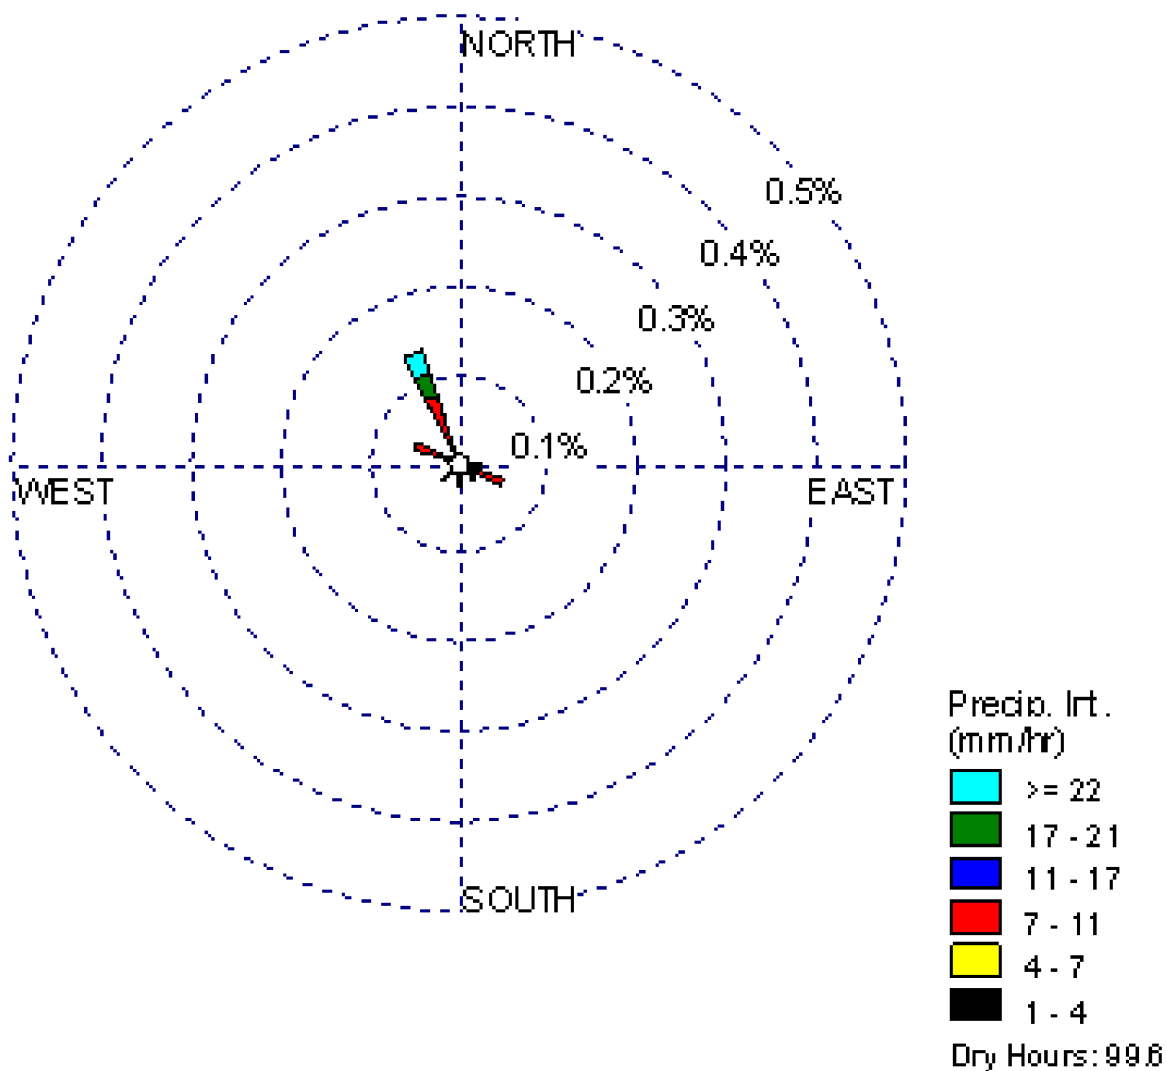 NORTH
0.5%
0.4%
0.3%
0.2%
0.1%
WEST
EAST
SOUTH
Precip. Irt.
(mm/hr)
>= 22
17 - 21
11 - 17
7 - 11
4 - 7
1 - 4
Dry Hours: 99.6